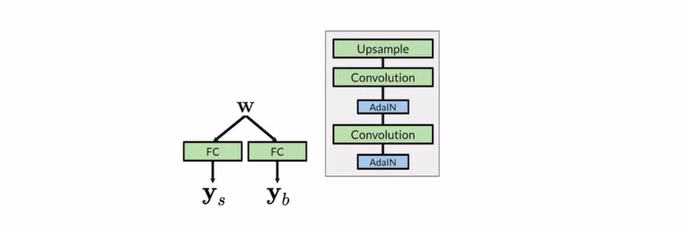 w
FC
FC
y_s
y_b
Upsample
Convolution
AdaIN
Convolution
AdaIN